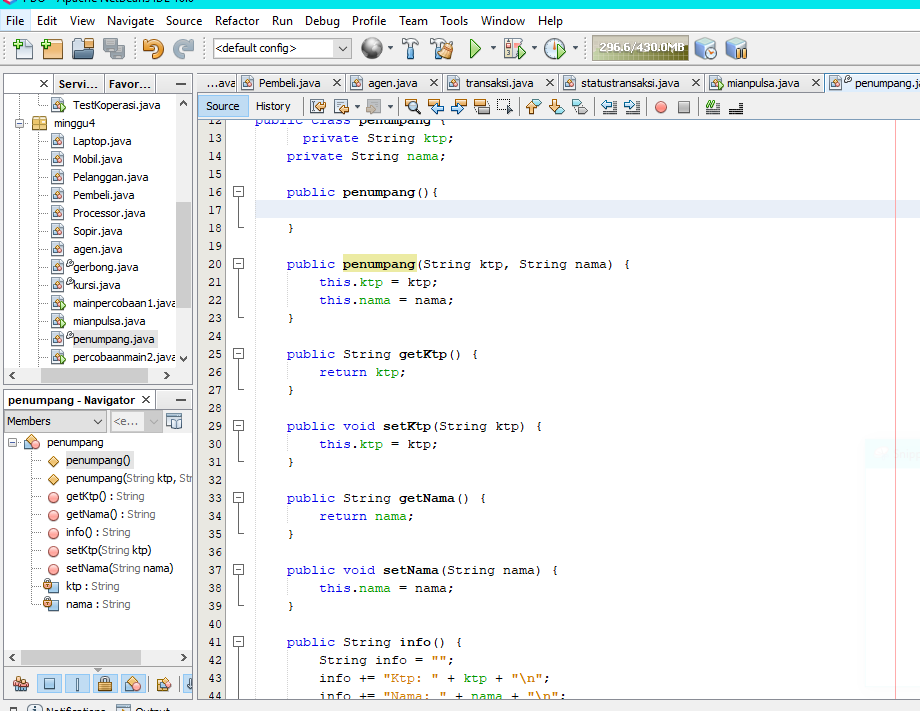 File Edit View Navigate Source Refactor Run Debug Profile Team Tools Window Help
<default config>
296.6/430.0MB
Servi... Favor...
TestKoperasi.java
minggu4
Laptop.java
Mobil.java
Pelanggan.java
Pembeli.java
Processor.java
Sopir.java
agen.java
gerbong.java
kursi.java
mainpercobaan1.java
mianpulsa.java
penumpang.java
percobaanmain2.java
penumpang - Navigator
Members <e...
penumpang
penumpang()
penumpang(String ktp, Str
getKtp() : String
getNama() : String
info() : String
setKtp(String ktp)
setNama(String nama)
ktp : String
nama : String
...ava Pembeli.java agen.java transaksi.java statustransaksi.java mianpulsa.java penumpang.ja
Source History
12 public class penumpang {
13 private String ktp;
14 private String nama;
15
16 public penumpang(){
17
18 }
19
20 public penumpang(String ktp, String nama) {
21 this.ktp = ktp;
22 this.nama = nama;
23 }
24
25 public String getKtp() {
26 return ktp;
27 }
28
29 public void setKtp(String ktp) {
30 this.ktp = ktp;
31 }
32
33 public String getNama() {
34 return nama;
35 }
36
37 public void setNama(String nama) {
38 this.nama = nama;
39 }
40
41 public String info() {
42 String info = "";
43 info += "Ktp: " + ktp + "\n";
44 info += "Nama: " + nama + "\n";
Notifications Output